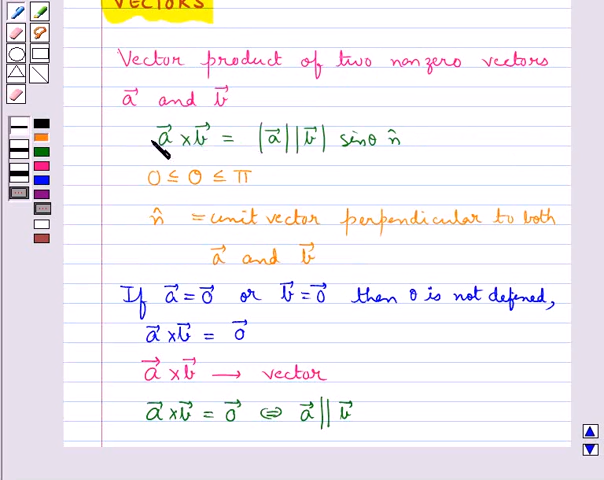 VECTORS
Vector product of two nonzero vectors
a⃗ and b⃗
a⃗ × b⃗ = |a⃗||b⃗| sinθ n̂
0 ≤ θ ≤ π
n̂ = unit vector perpendicular to both
a⃗ and b⃗
If a⃗ = 0⃗ or b⃗ = 0⃗ then θ is not defined,
a⃗ × b⃗ = 0⃗
a⃗ × b⃗ → vector
a⃗ × b⃗ = 0⃗ ⇔ a⃗ || b⃗